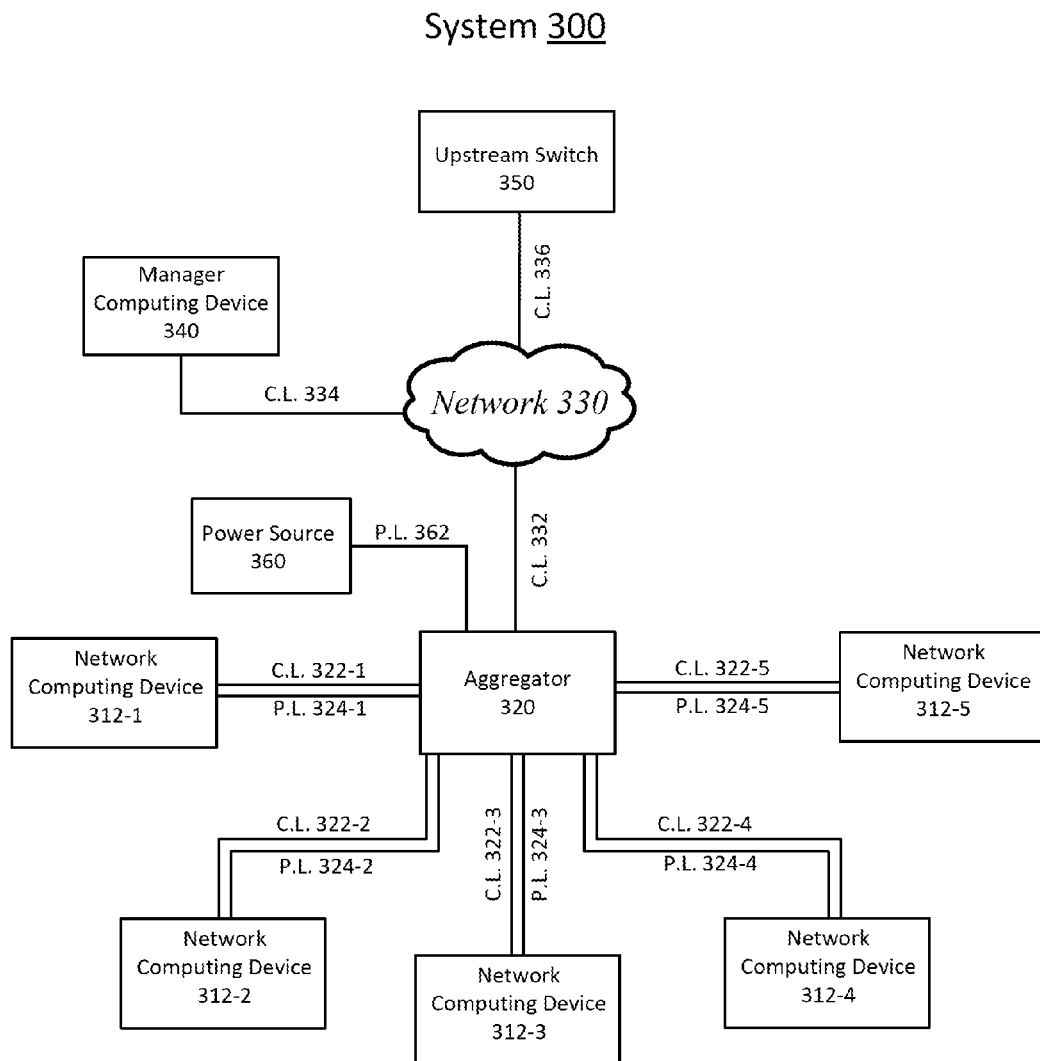 System 300
Upstream Switch
350
C.L. 336
Manager
Computing Device
340
C.L. 334
Network 330
Power Source
360
P.L. 362
C.L. 332
Network
Computing Device
312-1
C.L. 322-1
P.L. 324-1
Aggregator
320
C.L. 322-5
P.L. 324-5
Network
Computing Device
312-5
C.L. 322-2
P.L. 324-2
C.L. 322-3
P.L. 324-3
C.L. 322-4
P.L. 324-4
Network
Computing Device
312-2
Network
Computing Device
312-3
Network
Computing Device
312-4